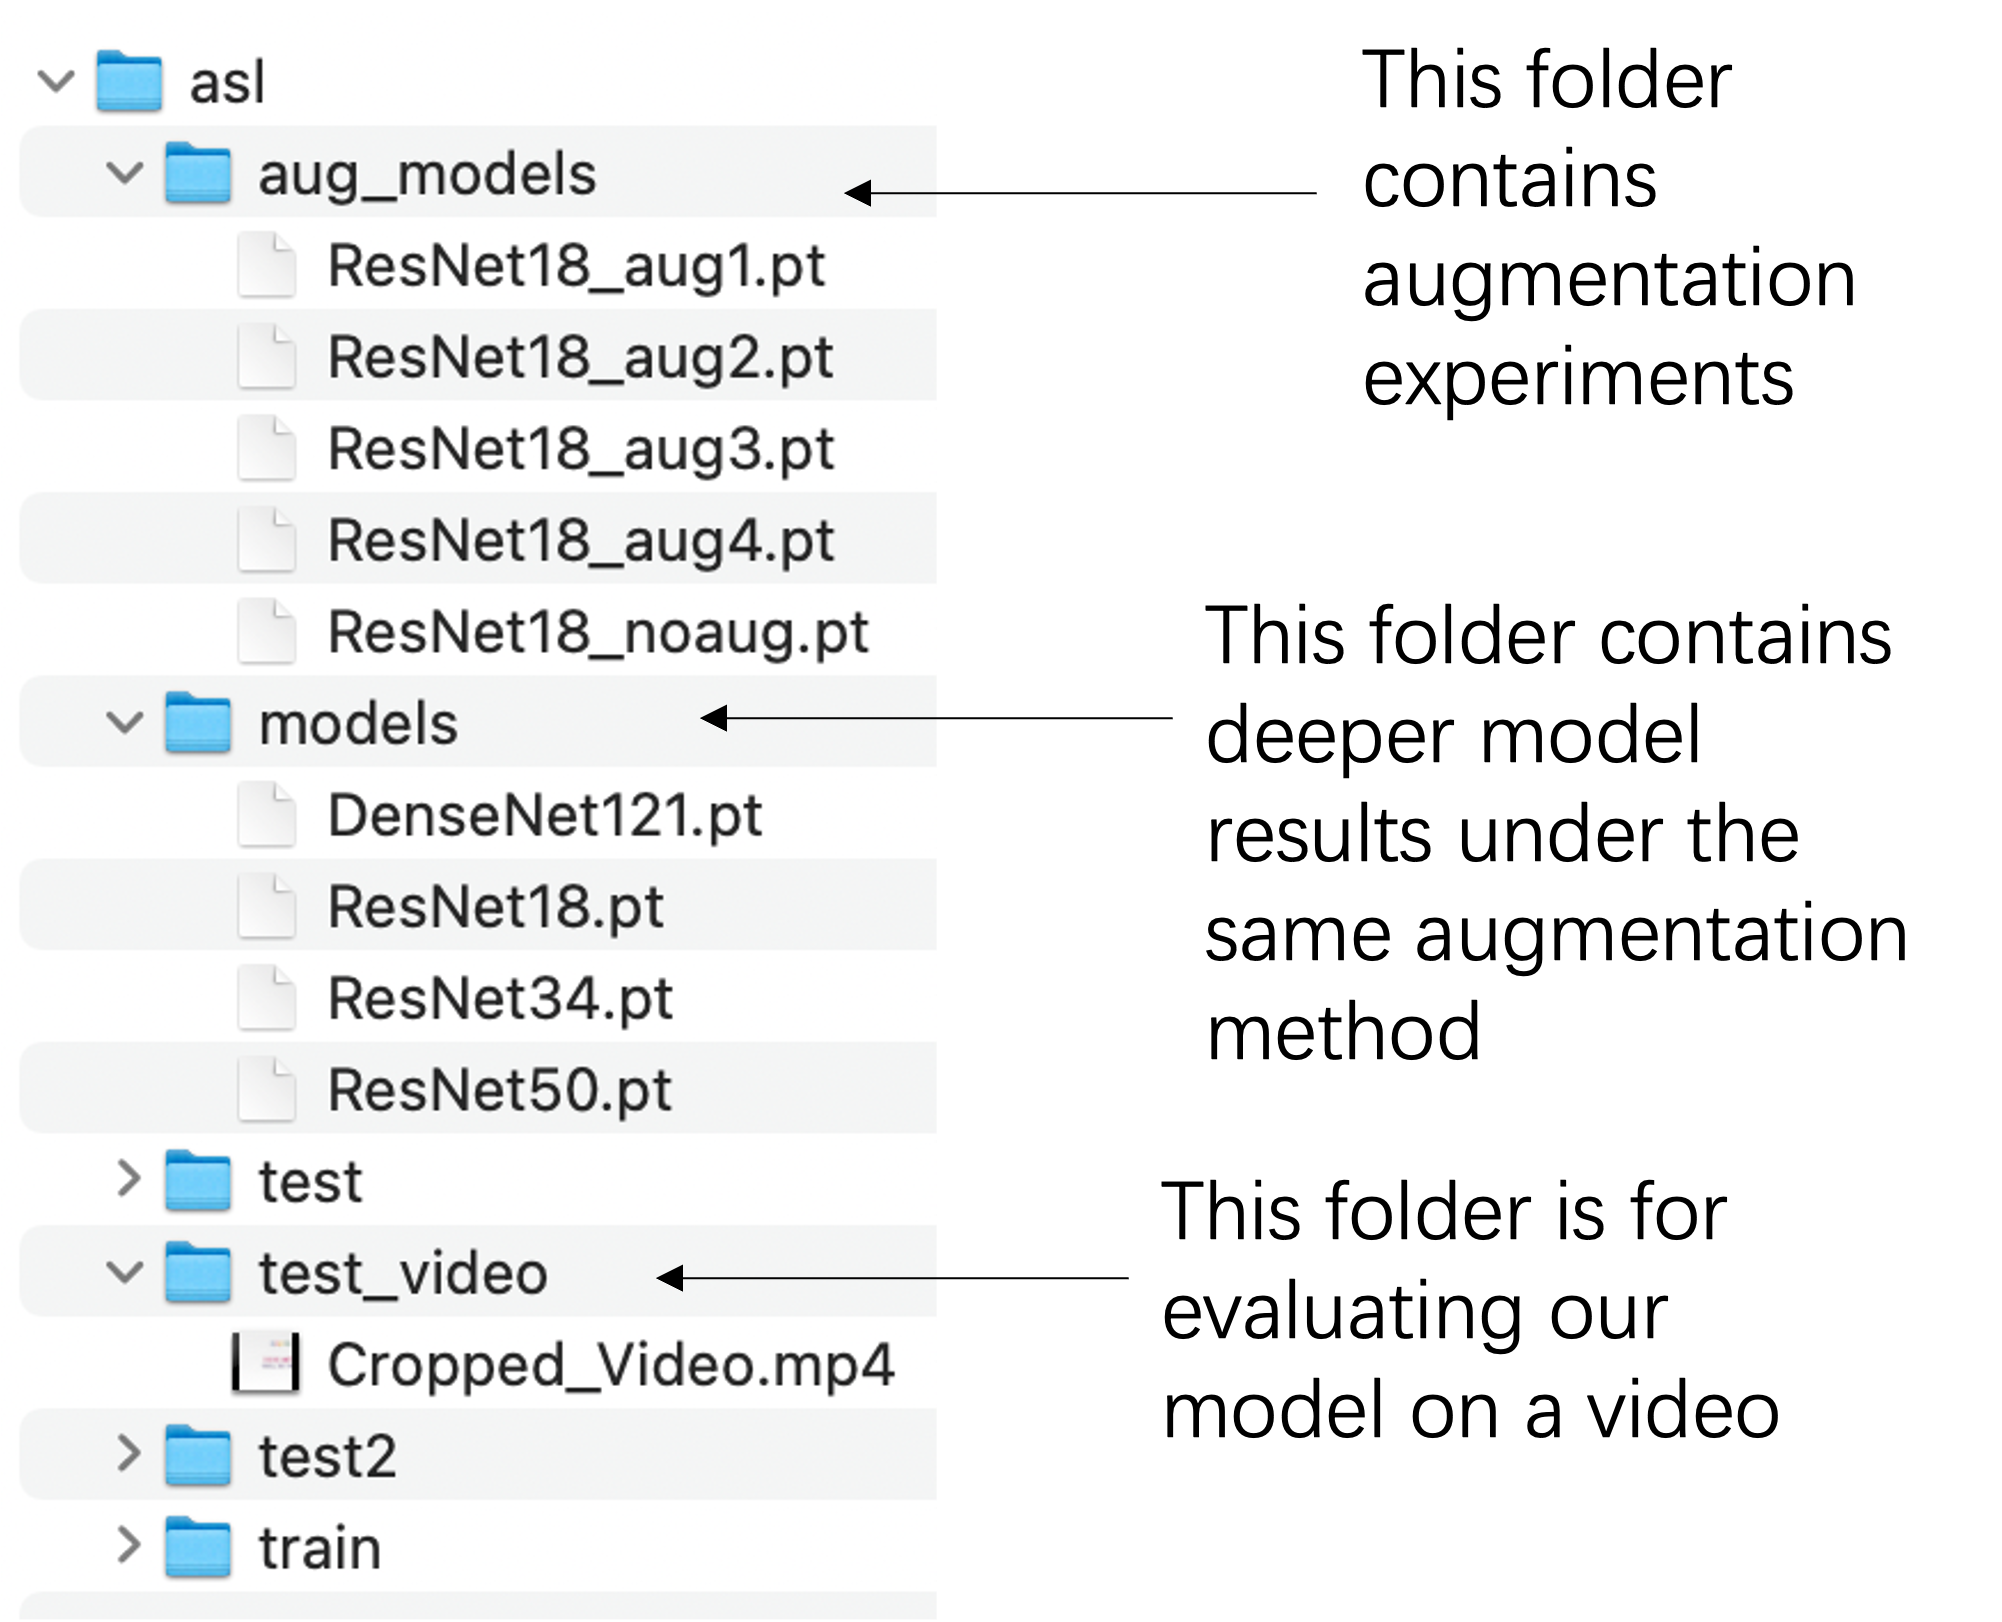 asl
aug_models
ResNet18_aug1.pt
ResNet18_aug2.pt
ResNet18_aug3.pt
ResNet18_aug4.pt
ResNet18_noaug.pt
models
DenseNet121.pt
ResNet18.pt
ResNet34.pt
ResNet50.pt
test
test_video
Cropped_Video.mp4
test2
train
This folder
contains
augmentation
experiments
This folder contains
deeper model
results under the
same augmentation
method
This folder is for
evaluating our
model on a video